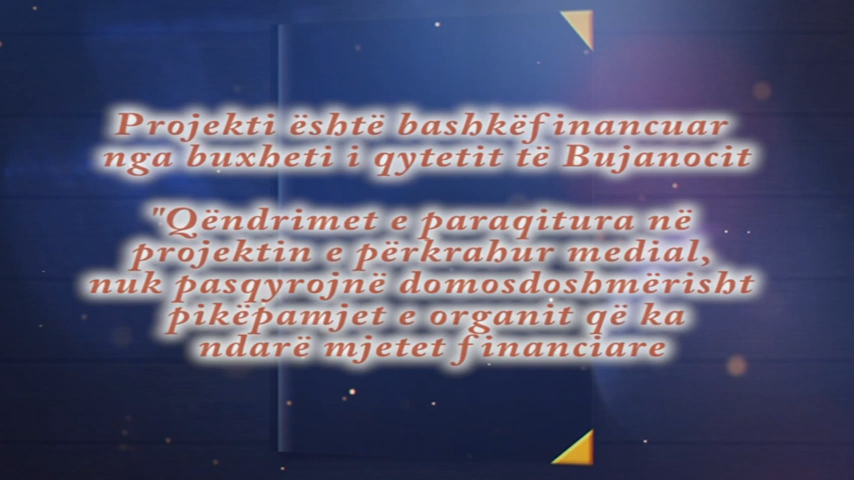 Projekti është bashkëfinancuar
nga buxheti i qytetit të Bujanocit
"Qëndrimet e paraqitura në
projektin e përkrahur medial,
nuk pasqyrojnë domosdoshmërisht
pikëpamjet e organit që ka
ndarë mjetet financiare